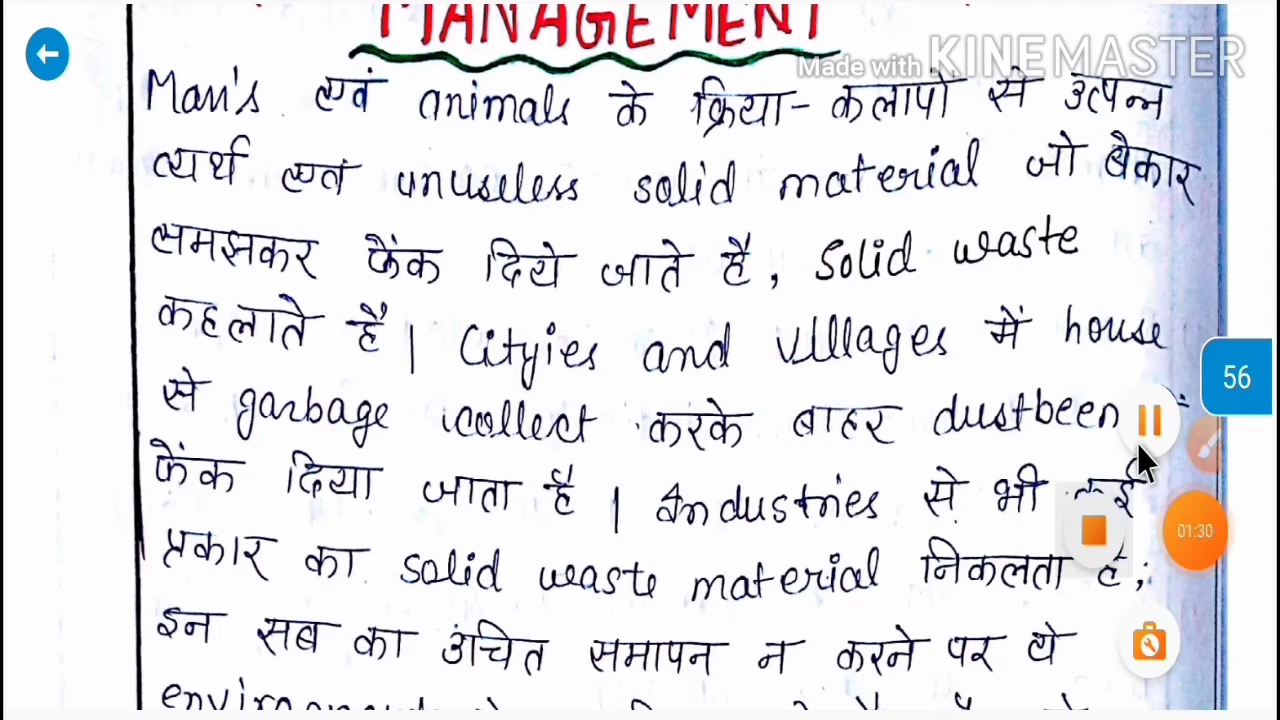 MANAGEMENT
Made with KINEMASTER
Man's एवं animals के क्रिया-कलापो से उत्पन्न
व्यर्थ एवं unuseless solid material जो बेकार
समझकर फेंक दिये जाते है, Solid waste
कहलाते है | Cityies and villages में house
56
से garbage collect करके बाहर dustbeen
फेंक दिया जाता है | Industries से भी कई
01:30
प्रकार का solid waste material निकलता है;
इन सब का उचित समापन न करने पर ये